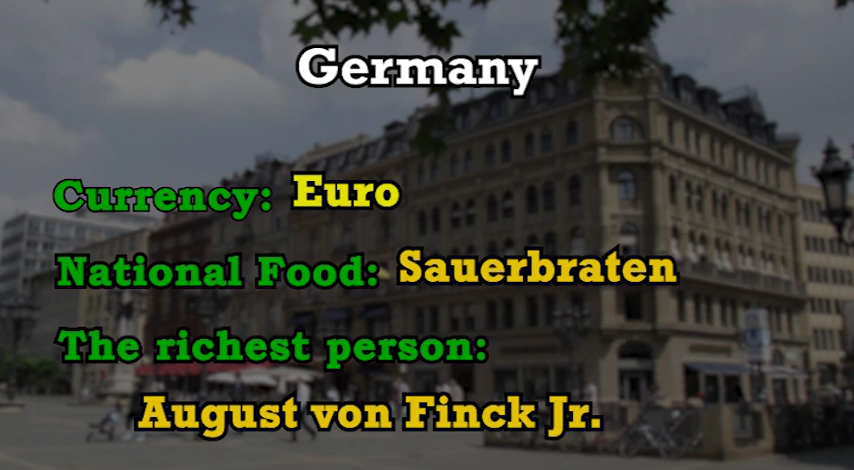 Germany
Currency: Euro
National Food: Sauerbraten
The richest person:
August von Finck Jr.